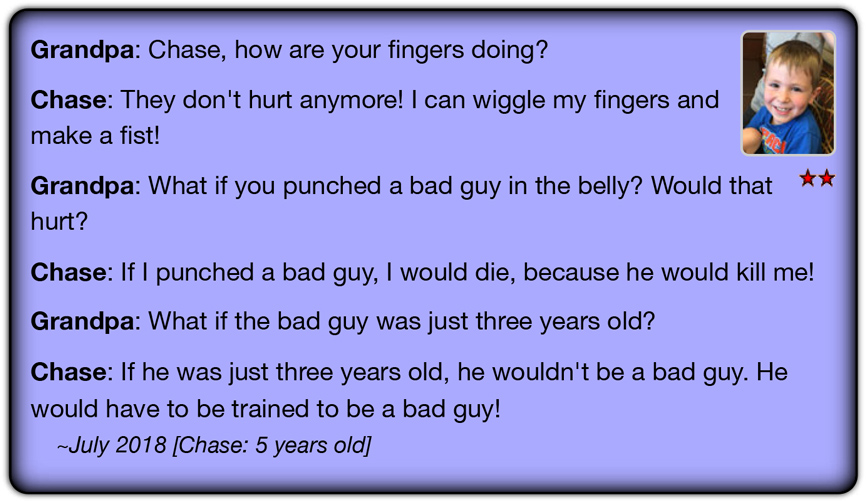 Grandpa: Chase, how are your fingers doing?
Chase: They don't hurt anymore! I can wiggle my fingers and
make a fist!
Grandpa: What if you punched a bad guy in the belly? Would that
hurt?
Chase: If I punched a bad guy, I would die, because he would kill me!
Grandpa: What if the bad guy was just three years old?
Chase: If he was just three years old, he wouldn't be a bad guy. He
would have to be trained to be a bad guy!
~July 2018 [Chase: 5 years old]